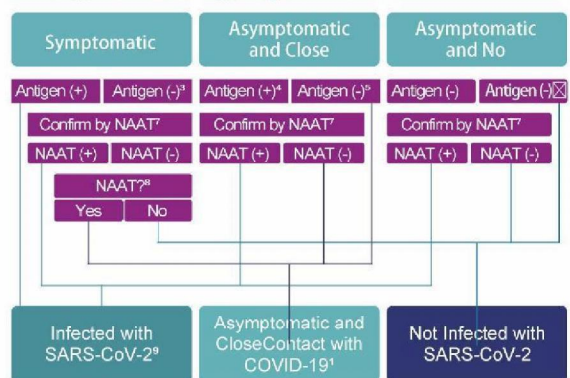 Symptomatic
Asymptomatic
and Close
Asymptomatic
and No
Antigen (+)
Antigen (-)³
Antigen (+)⁴
Antigen (-)⁵
Antigen (-)
Antigen (-)☒
Confirm by NAAT⁷
Confirm by NAAT⁷
Confirm by NAAT⁷
NAAT (+)
NAAT (-)
NAAT (+)
NAAT (-)
NAAT (+)
NAAT (-)
NAAT?⁸
Yes
No
Infected with
SARS-CoV-2⁹
Asymptomatic and
CloseContact with
COVID-19¹
Not Infected with
SARS-CoV-2